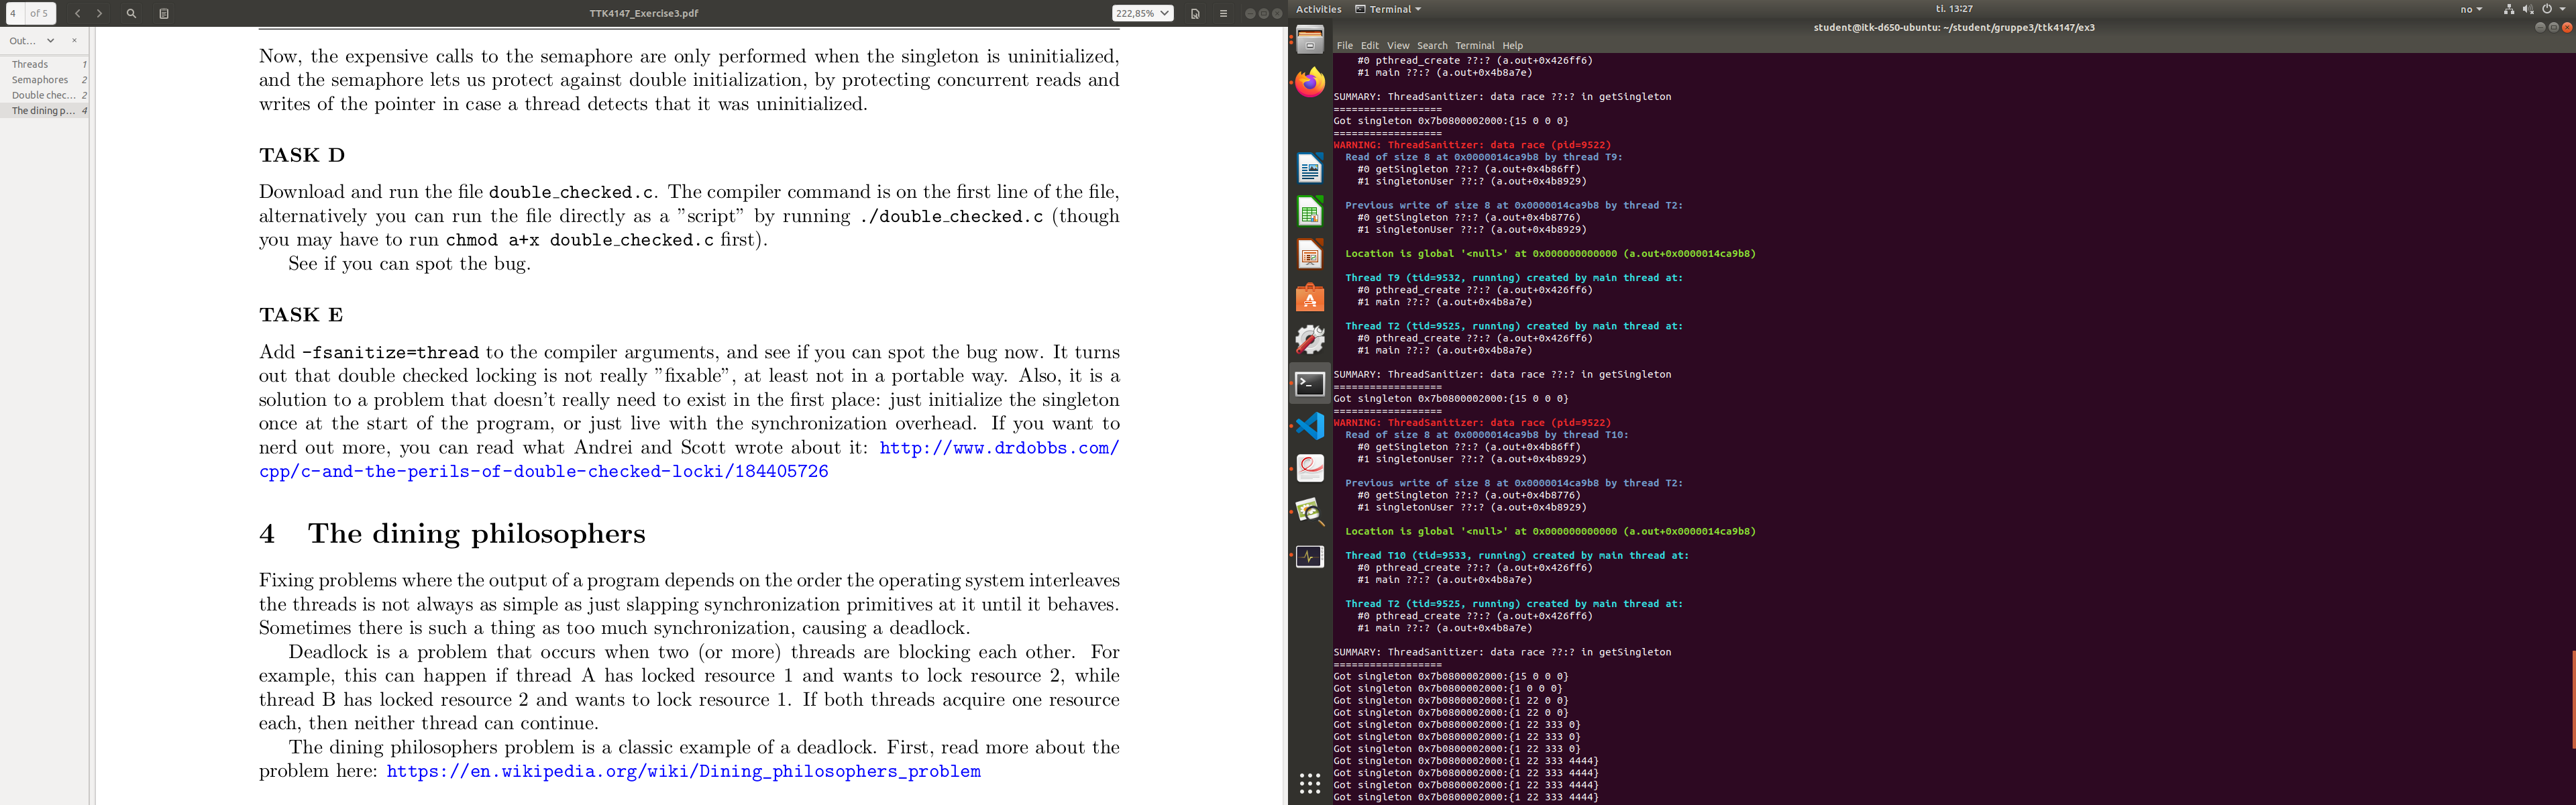 4 of 5
TTK4147_Exercise3.pdf
222,85%
Out...
Threads 1
Semaphores 2
Double chec... 2
The dining p... 4
Now, the expensive calls to the semaphore are only performed when the singleton is uninitialized,
and the semaphore lets us protect against double initialization, by protecting concurrent reads and
writes of the pointer in case a thread detects that it was uninitialized.
TASK D
Download and run the file double_checked.c. The compiler command is on the first line of the file,
alternatively you can run the file directly as a ”script” by running ./double_checked.c (though
you may have to run chmod a+x double_checked.c first).
See if you can spot the bug.
TASK E
Add -fsanitize=thread to the compiler arguments, and see if you can spot the bug now. It turns
out that double checked locking is not really ”fixable”, at least not in a portable way. Also, it is a
solution to a problem that doesn't really need to exist in the first place: just initialize the singleton
once at the start of the program, or just live with the synchronization overhead. If you want to
nerd out more, you can read what Andrei and Scott wrote about it: http://www.drdobbs.com/
cpp/c-and-the-perils-of-double-checked-locki/184405726
4 The dining philosophers
Fixing problems where the output of a program depends on the order the operating system interleaves
the threads is not always as simple as just slapping synchronization primitives at it until it behaves.
Sometimes there is such a thing as too much synchronization, causing a deadlock.
Deadlock is a problem that occurs when two (or more) threads are blocking each other. For
example, this can happen if thread A has locked resource 1 and wants to lock resource 2, while
thread B has locked resource 2 and wants to lock resource 1. If both threads acquire one resource
each, then neither thread can continue.
The dining philosophers problem is a classic example of a deadlock. First, read more about the
problem here: https://en.wikipedia.org/wiki/Dining_philosophers_problem
Activities Terminal ti. 13:27 no
student@itk-d650-ubuntu: ~/student/gruppe3/ttk4147/ex3
File Edit View Search Terminal Help
#0 pthread_create ??:? (a.out+0x426ff6)
#1 main ??:? (a.out+0x4b8a7e)
SUMMARY: ThreadSanitizer: data race ??:? in getSingleton
==================
Got singleton 0x7b0800002000:{15 0 0 0}
==================
WARNING: ThreadSanitizer: data race (pid=9522)
Read of size 8 at 0x0000014ca9b8 by thread T9:
#0 getSingleton ??:? (a.out+0x4b86ff)
#1 singletonUser ??:? (a.out+0x4b8929)
Previous write of size 8 at 0x0000014ca9b8 by thread T2:
#0 getSingleton ??:? (a.out+0x4b8776)
#1 singletonUser ??:? (a.out+0x4b8929)
Location is global '<null>' at 0x000000000000 (a.out+0x0000014ca9b8)
Thread T9 (tid=9532, running) created by main thread at:
#0 pthread_create ??:? (a.out+0x426ff6)
#1 main ??:? (a.out+0x4b8a7e)
Thread T2 (tid=9525, running) created by main thread at:
#0 pthread_create ??:? (a.out+0x426ff6)
#1 main ??:? (a.out+0x4b8a7e)
SUMMARY: ThreadSanitizer: data race ??:? in getSingleton
==================
Got singleton 0x7b0800002000:{15 0 0 0}
==================
WARNING: ThreadSanitizer: data race (pid=9522)
Read of size 8 at 0x0000014ca9b8 by thread T10:
#0 getSingleton ??:? (a.out+0x4b86ff)
#1 singletonUser ??:? (a.out+0x4b8929)
Previous write of size 8 at 0x0000014ca9b8 by thread T2:
#0 getSingleton ??:? (a.out+0x4b8776)
#1 singletonUser ??:? (a.out+0x4b8929)
Location is global '<null>' at 0x000000000000 (a.out+0x0000014ca9b8)
Thread T10 (tid=9533, running) created by main thread at:
#0 pthread_create ??:? (a.out+0x426ff6)
#1 main ??:? (a.out+0x4b8a7e)
Thread T2 (tid=9525, running) created by main thread at:
#0 pthread_create ??:? (a.out+0x426ff6)
#1 main ??:? (a.out+0x4b8a7e)
SUMMARY: ThreadSanitizer: data race ??:? in getSingleton
==================
Got singleton 0x7b0800002000:{15 0 0 0}
Got singleton 0x7b0800002000:{1 0 0 0}
Got singleton 0x7b0800002000:{1 22 0 0}
Got singleton 0x7b0800002000:{1 22 0 0}
Got singleton 0x7b0800002000:{1 22 333 0}
Got singleton 0x7b0800002000:{1 22 333 0}
Got singleton 0x7b0800002000:{1 22 333 0}
Got singleton 0x7b0800002000:{1 22 333 4444}
Got singleton 0x7b0800002000:{1 22 333 4444}
Got singleton 0x7b0800002000:{1 22 333 4444}
Got singleton 0x7b0800002000:{1 22 333 4444}